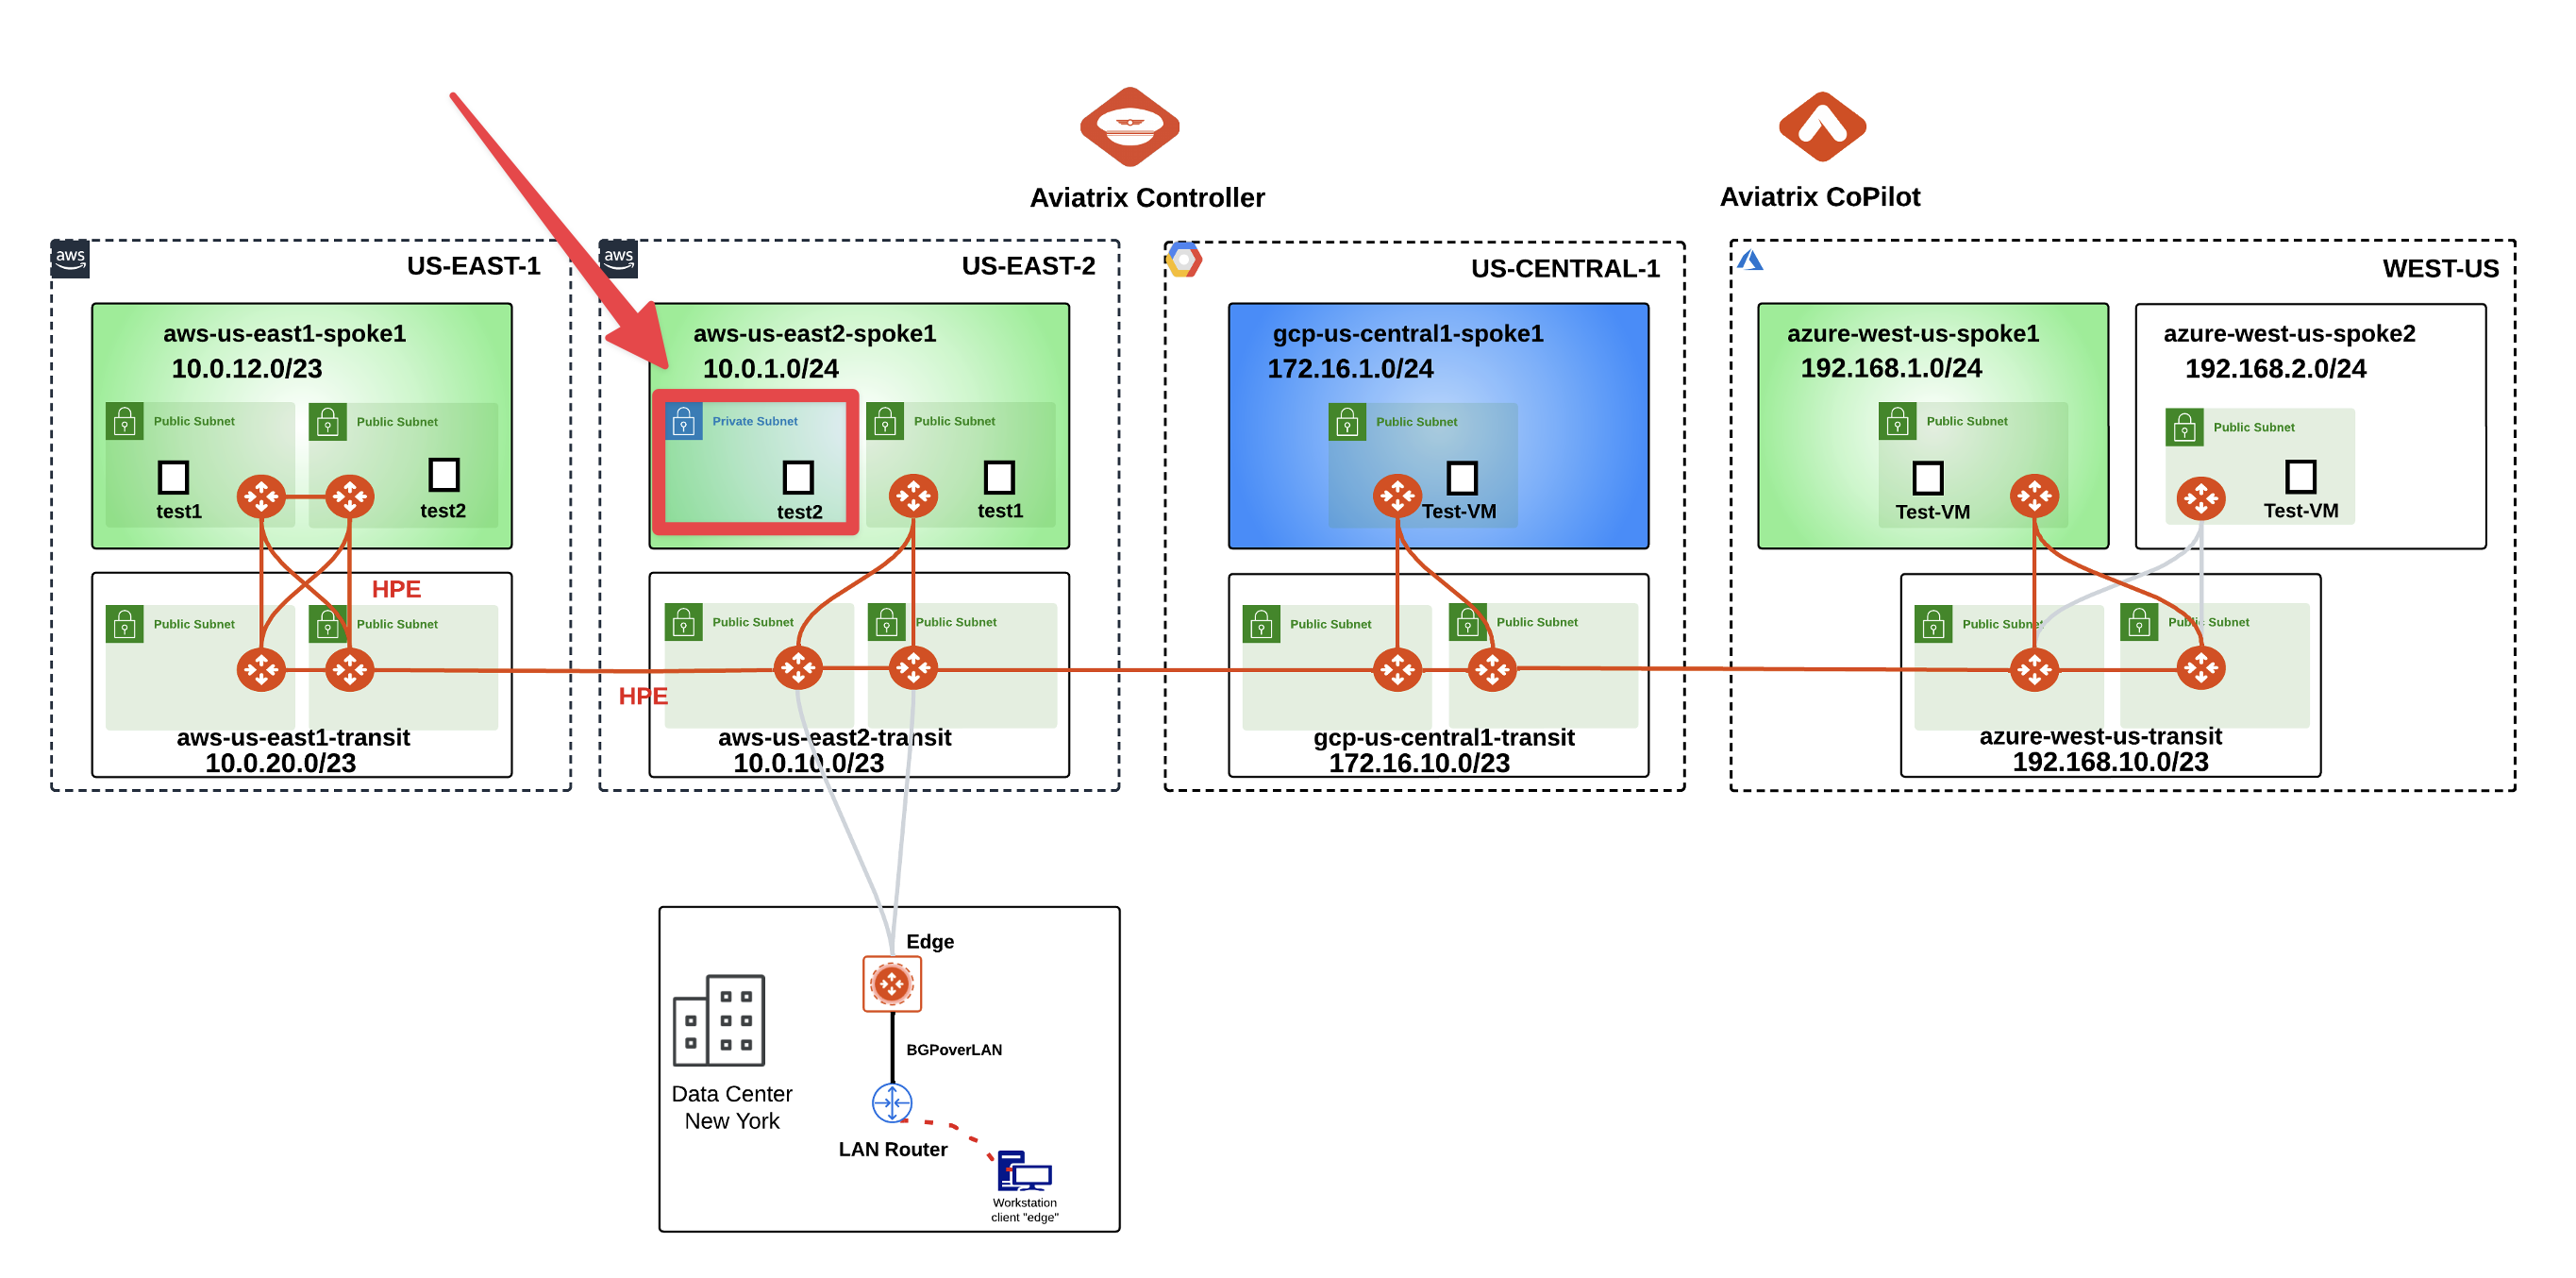 Aviatrix Controller
Aviatrix CoPilot
aws
US-EAST-1
aws-us-east1-spoke1
10.0.12.0/23
Public Subnet
Public Subnet
test1
test2
HPE
Public Subnet
Public Subnet
aws-us-east1-transit
10.0.20.0/23
aws
US-EAST-2
aws-us-east2-spoke1
10.0.1.0/24
Private Subnet
Public Subnet
test2
test1
Public Subnet
Public Subnet
HPE
aws-us-east2-transit
10.0.10.0/23
US-CENTRAL-1
gcp-us-central1-spoke1
172.16.1.0/24
Public Subnet
Test-VM
Public Subnet
Public Subnet
gcp-us-central1-transit
172.16.10.0/23
WEST-US
azure-west-us-spoke1
192.168.1.0/24
Public Subnet
Test-VM
azure-west-us-spoke2
192.168.2.0/24
Public Subnet
Test-VM
Public Subnet
Public Subnet
azure-west-us-transit
192.168.10.0/23
Edge
BGPoverLAN
Data Center
New York
LAN Router
Workstation
client "edge"